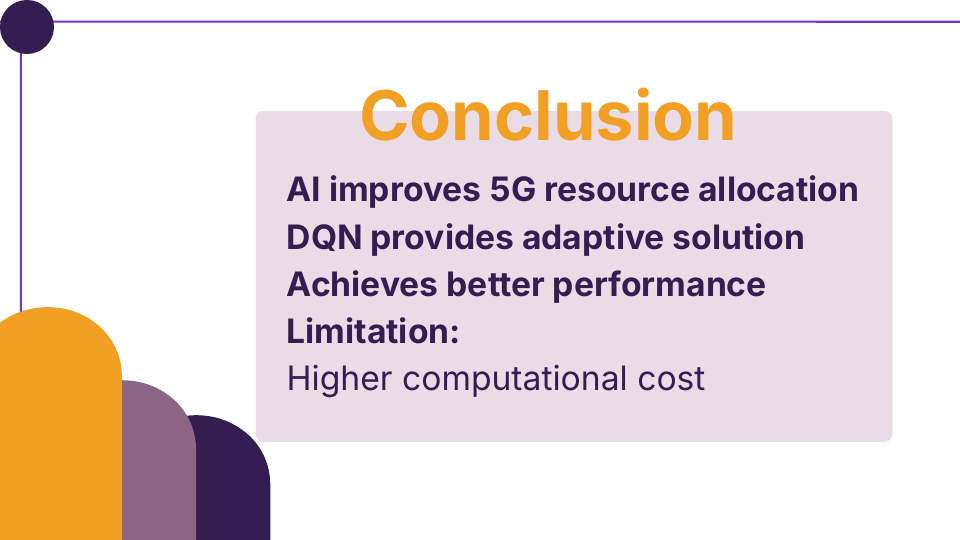 Conclusion
AI improves 5G resource allocation
DQN provides adaptive solution
Achieves better performance
Limitation:
Higher computational cost